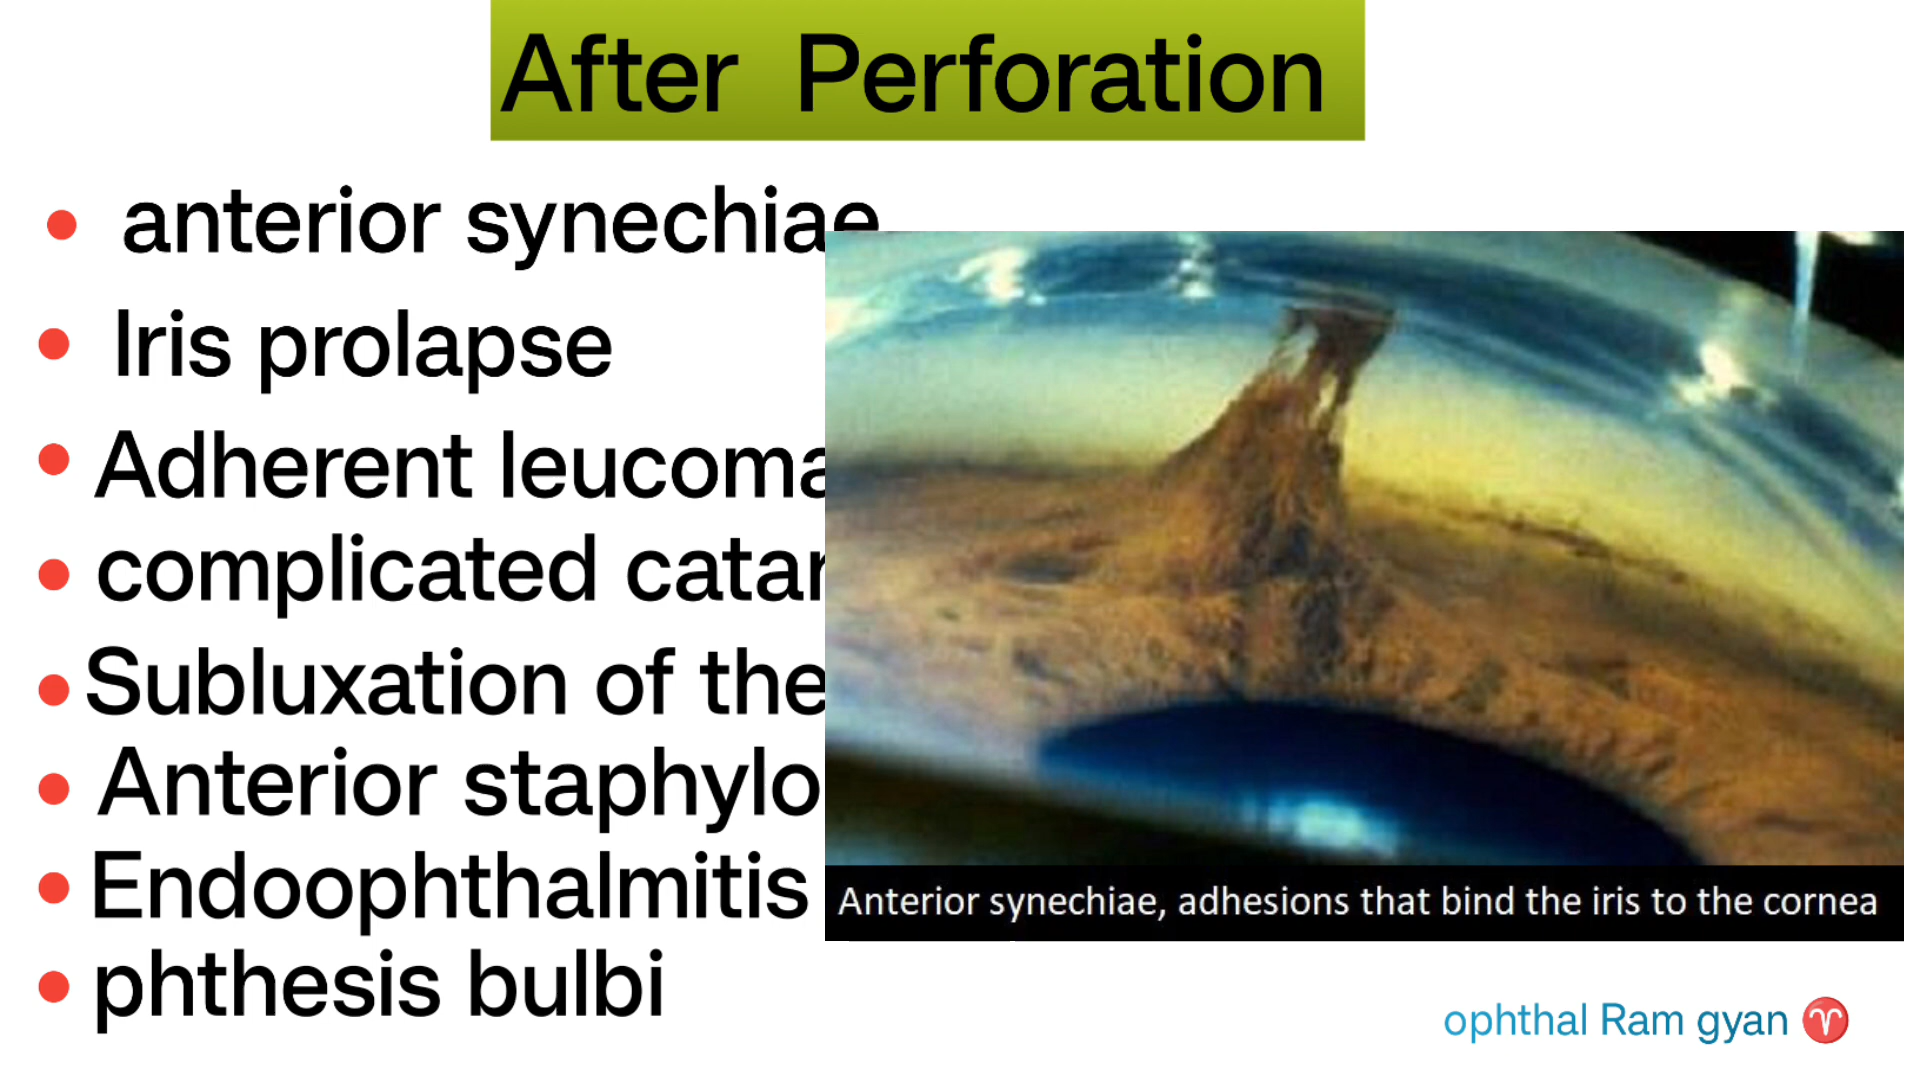 After Perforation
anterior synechiae
Iris prolapse
Adherent leucoma
complicated catar
Subluxation of the
Anterior staphylo
Endoophthalmitis
phthesis bulbi
Anterior synechiae, adhesions that bind the iris to the cornea
ophthal Ram gyan ♈